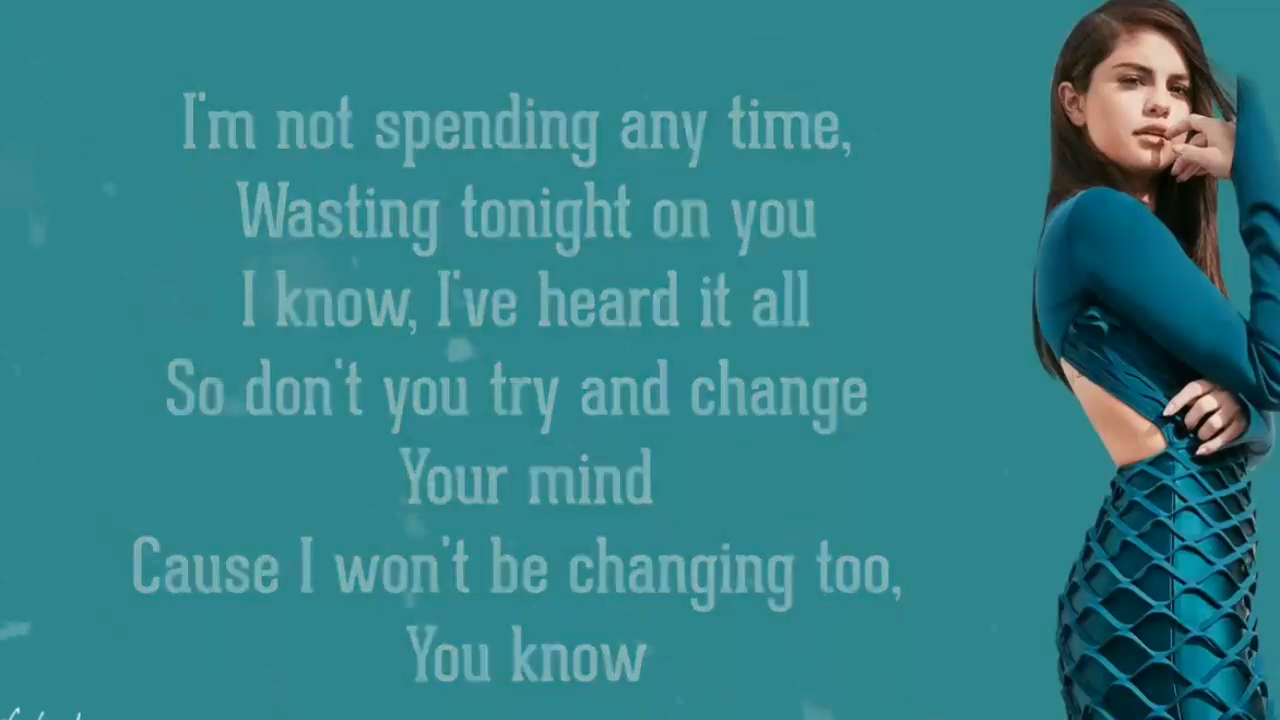 I'm not spending any time,
Wasting tonight on you
I know, I've heard it all
So don't you try and change
Your mind
Cause I won't be changing too,
You know